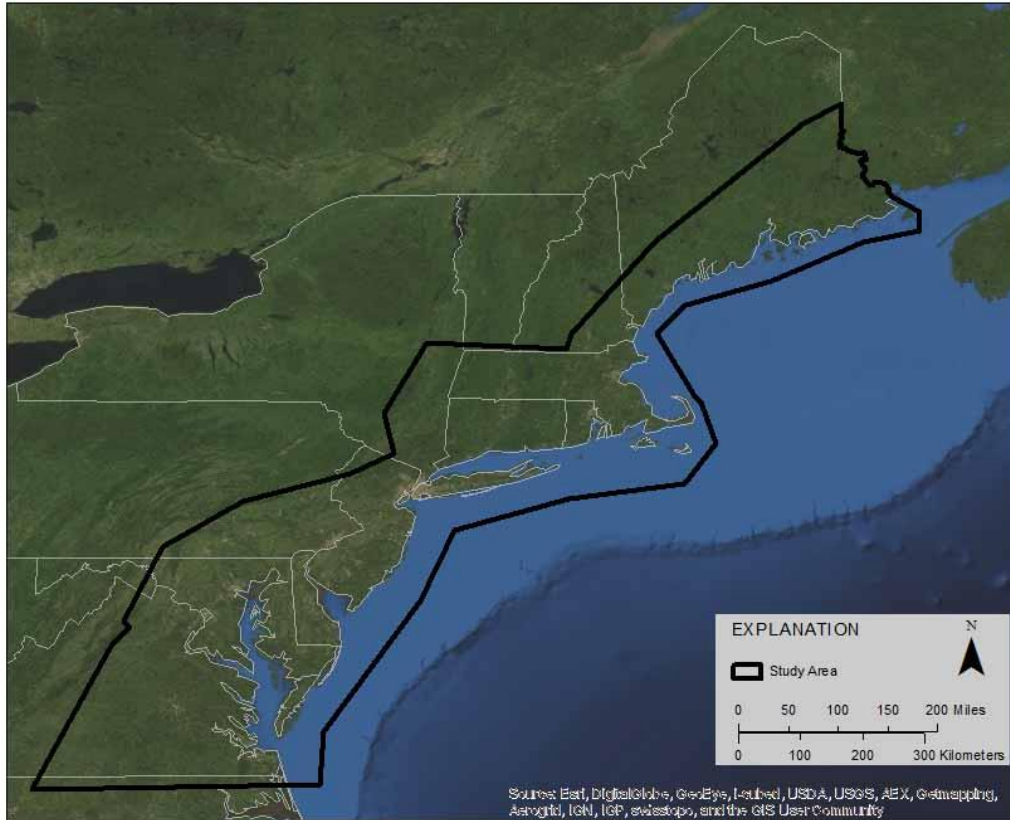 EXPLANATION
N
Study Area
0 50 100 150 200 Miles
0 100 200 300 Kilometers
Source: Esri, DigitalGlobe, GeoEye, i-cubed, USDA, USGS, AEX, Getmapping,
Aerogrid, IGN, IGP, swisstopo, and the GIS User Community